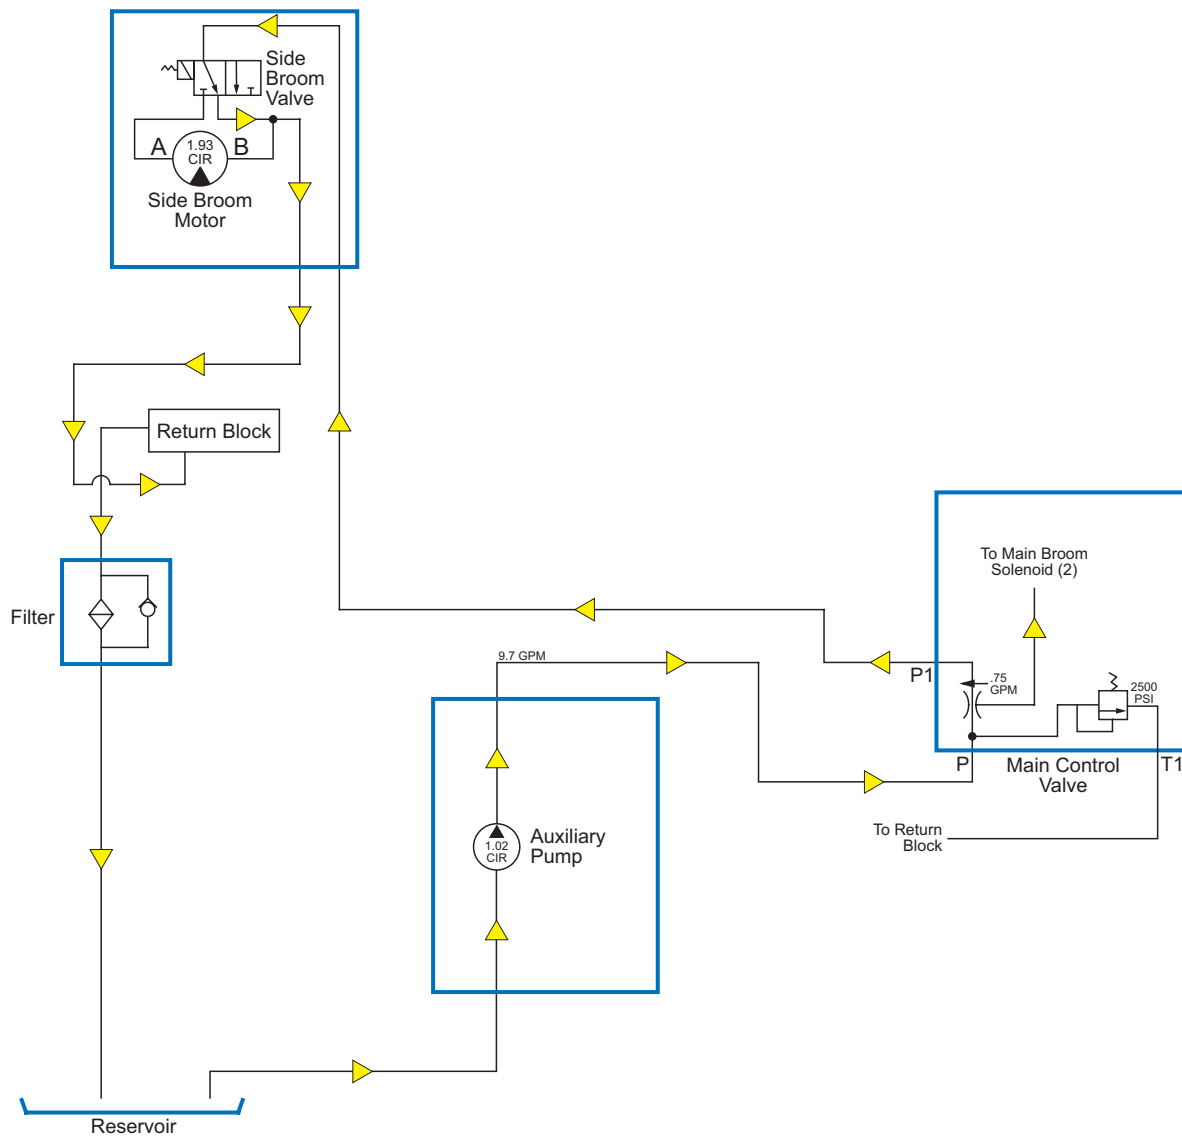 Side
Broom
Valve
A
1.93
CIR
B
Side Broom
Motor
Return Block
Filter
To Main Broom
Solenoid (2)
9.7 GPM
P1
.75
GPM
2500
PSI
P
Main Control
Valve
T1
To Return
Block
1.02
CIR
Auxiliary
Pump
Reservoir